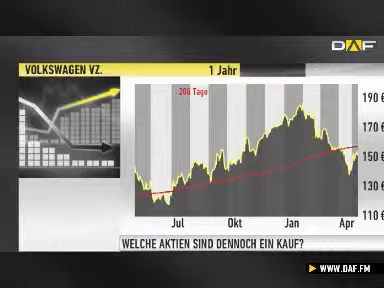 DAF
VOLKSWAGEN VZ. 1 Jahr
200 Tage
190 €
170 €
150 €
130 €
110 €
Jul Okt Jan Apr
WELCHE AKTIEN SIND DENNOCH EIN KAUF?
WWW.DAF.FM